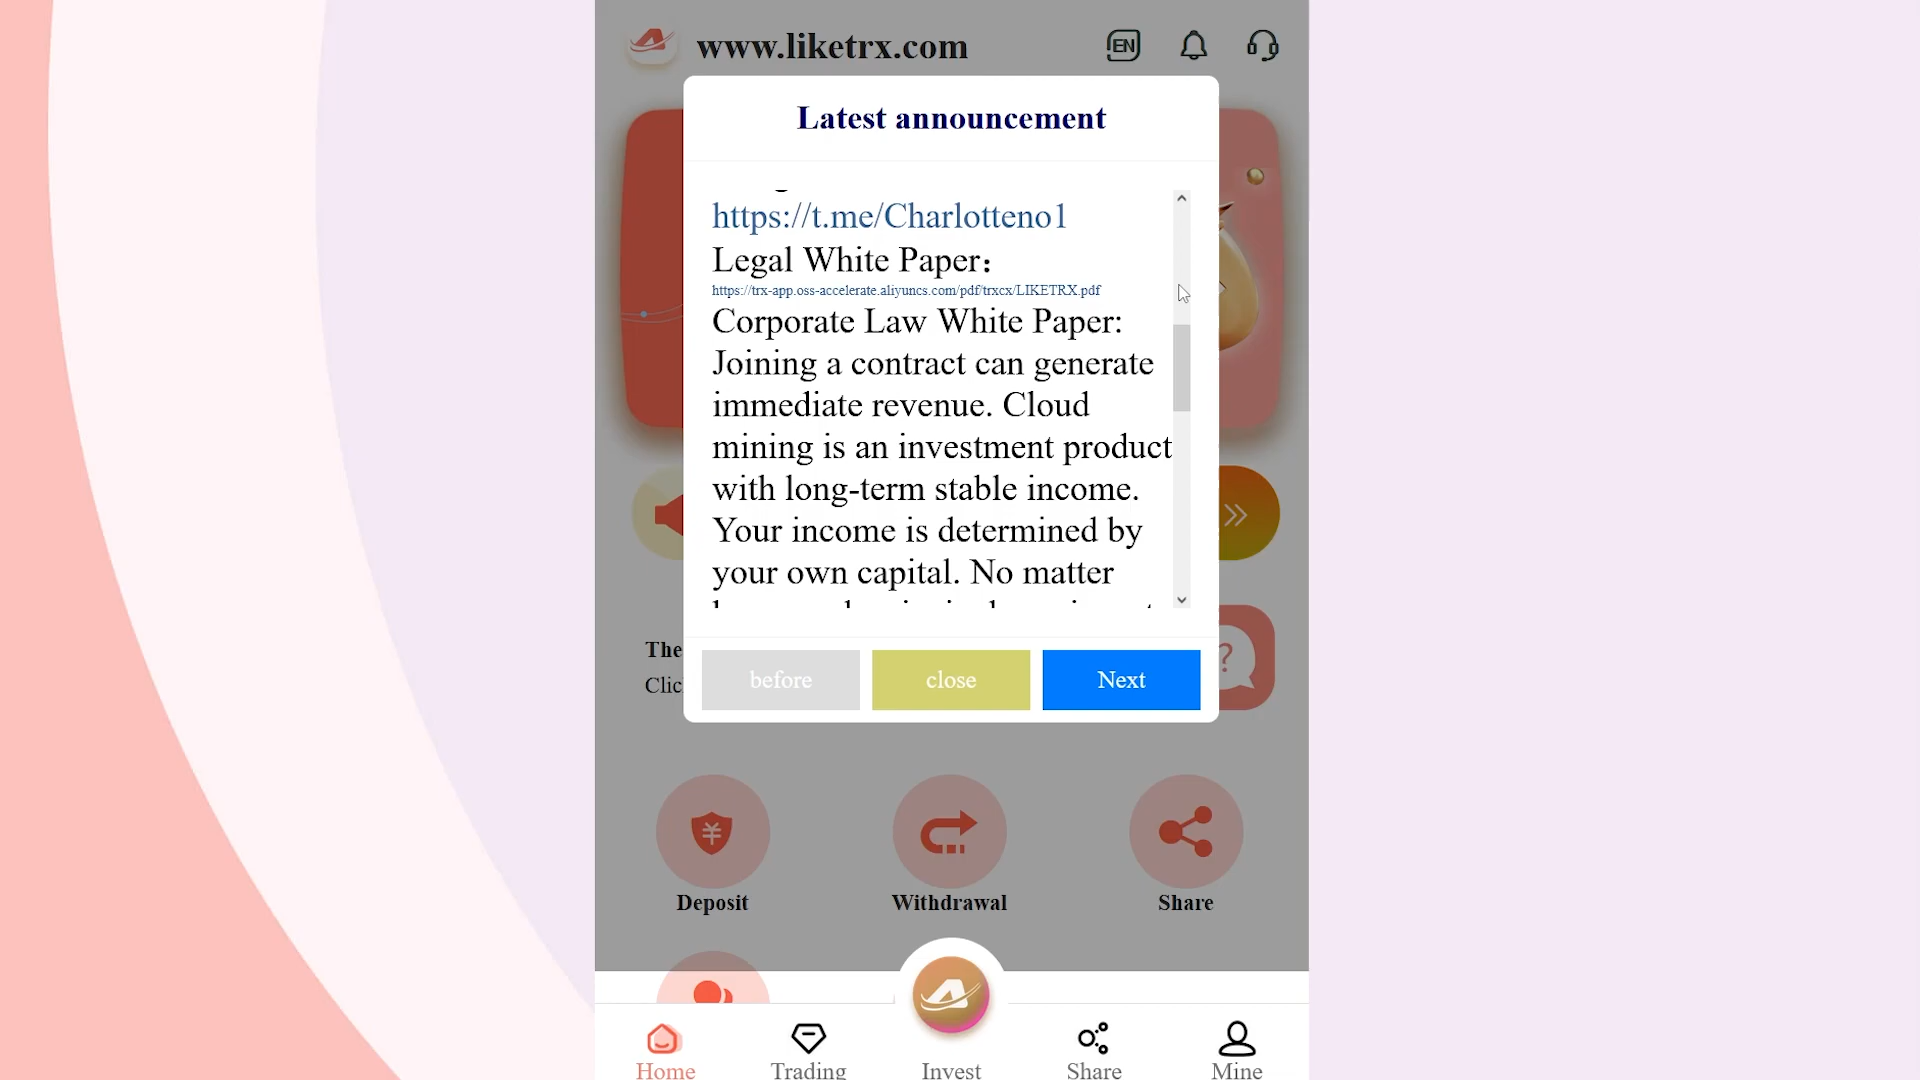 www.liketrx.com
EN
Latest announcement
https://t.me/Charlotteno1
Legal White Paper：
https://trx-app.oss-accelerate.aliyuncs.com/pdf/trxcx/LIKETRX.pdf
Corporate Law White Paper:
Joining a contract can generate
immediate revenue. Cloud
mining is an investment product
with long-term stable income.
Your income is determined by
your own capital. No matter
The
Clic
before
close
Next
Deposit
Withdrawal
Share
Home
Trading
Invest
Share
Mine